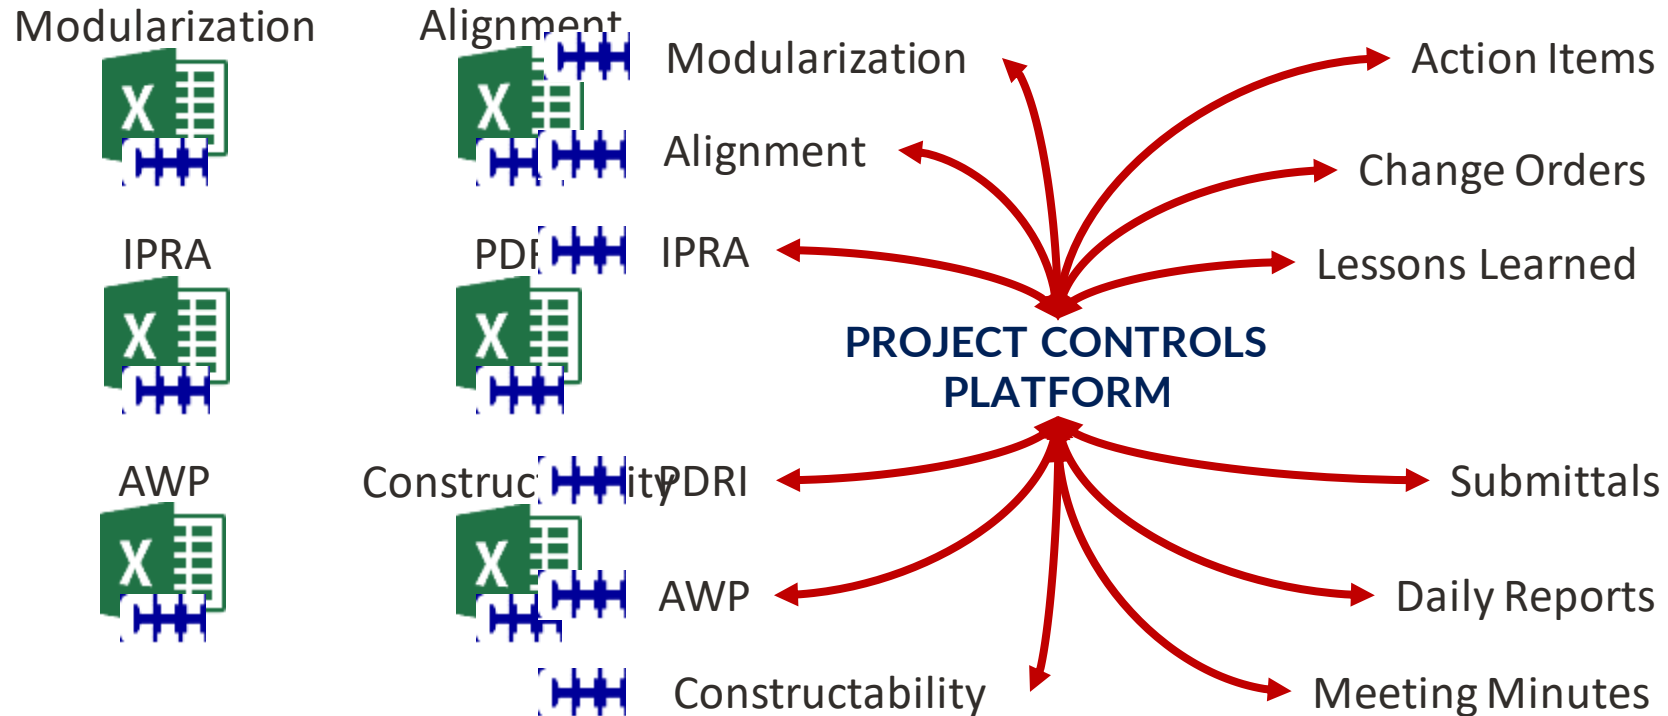 Modularization
Alignment
IPRA
AWP
X
X
X
X
X
X
Modularization
Alignment
IPRA
PDRI
AWP
Constructability
PROJECT CONTROLS
PLATFORM
Action Items
Change Orders
Lessons Learned
Submittals
Daily Reports
Meeting Minutes